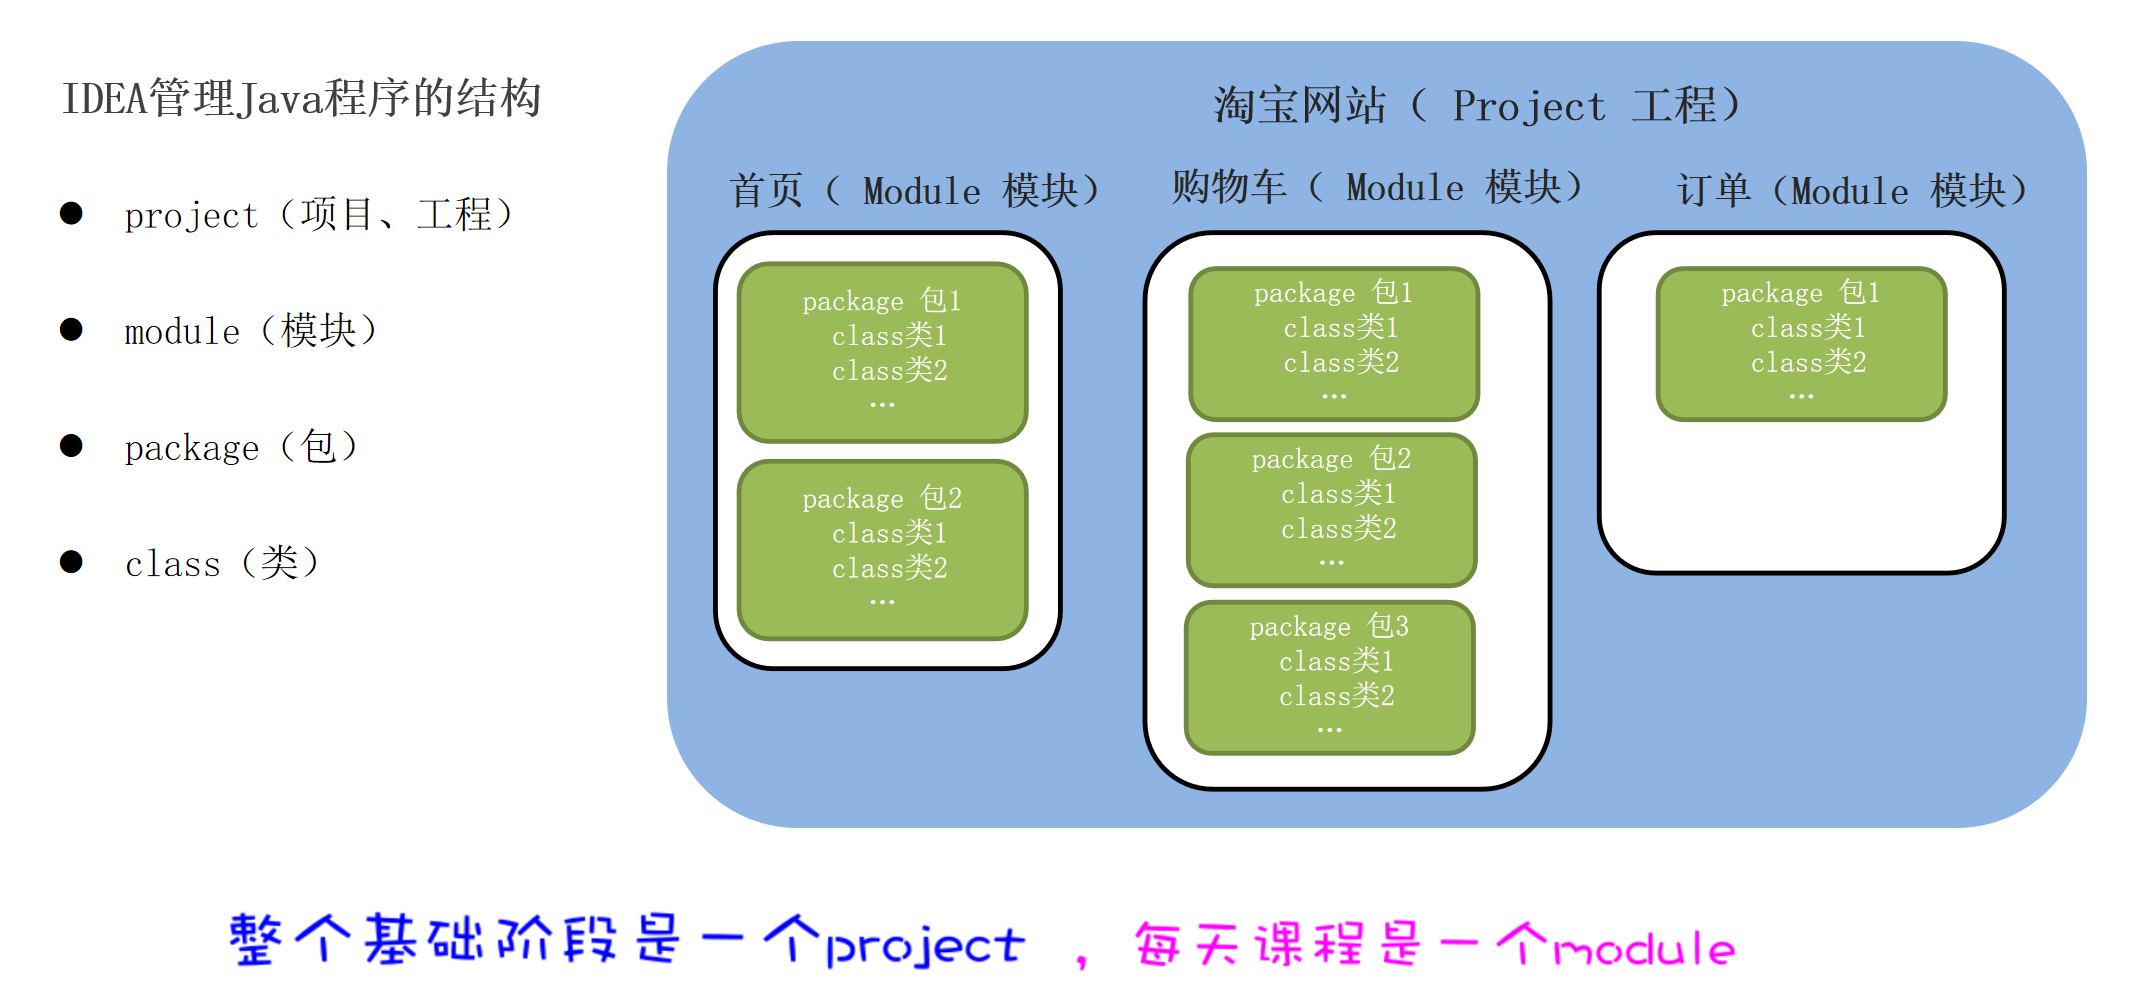 IDEA管理Java程序的结构
● project（项目、工程）
● module（模块）
● package（包）
● class（类）
淘宝网站（ Project 工程）
首页（ Module 模块）
package 包1
class类1
class类2
...
package 包2
class类1
class类2
...
购物车（ Module 模块）
package 包1
class类1
class类2
...
package 包2
class类1
class类2
...
package 包3
class类1
class类2
...
订单（Module 模块）
package 包1
class类1
class类2
...
整个基础阶段是一个project ，每天课程是一个module